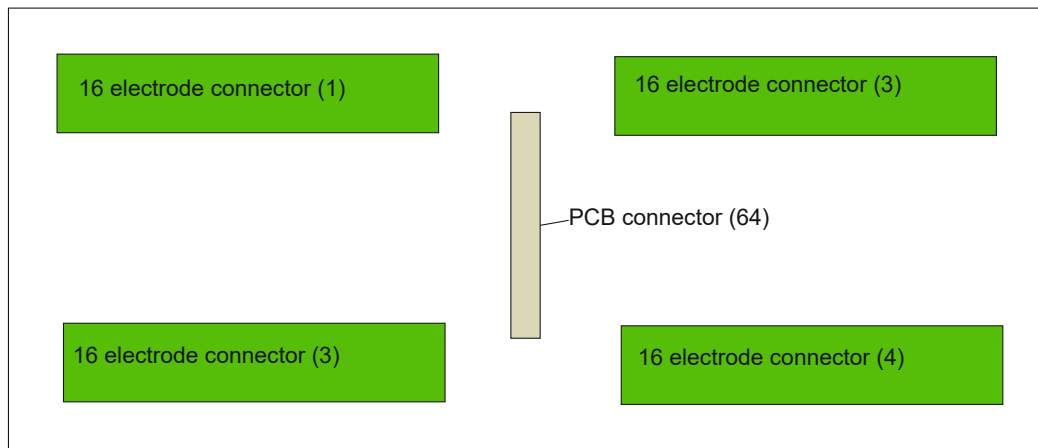 16 electrode connector (1)
16 electrode connector (3)
PCB connector (64)
16 electrode connector (3)
16 electrode connector (4)